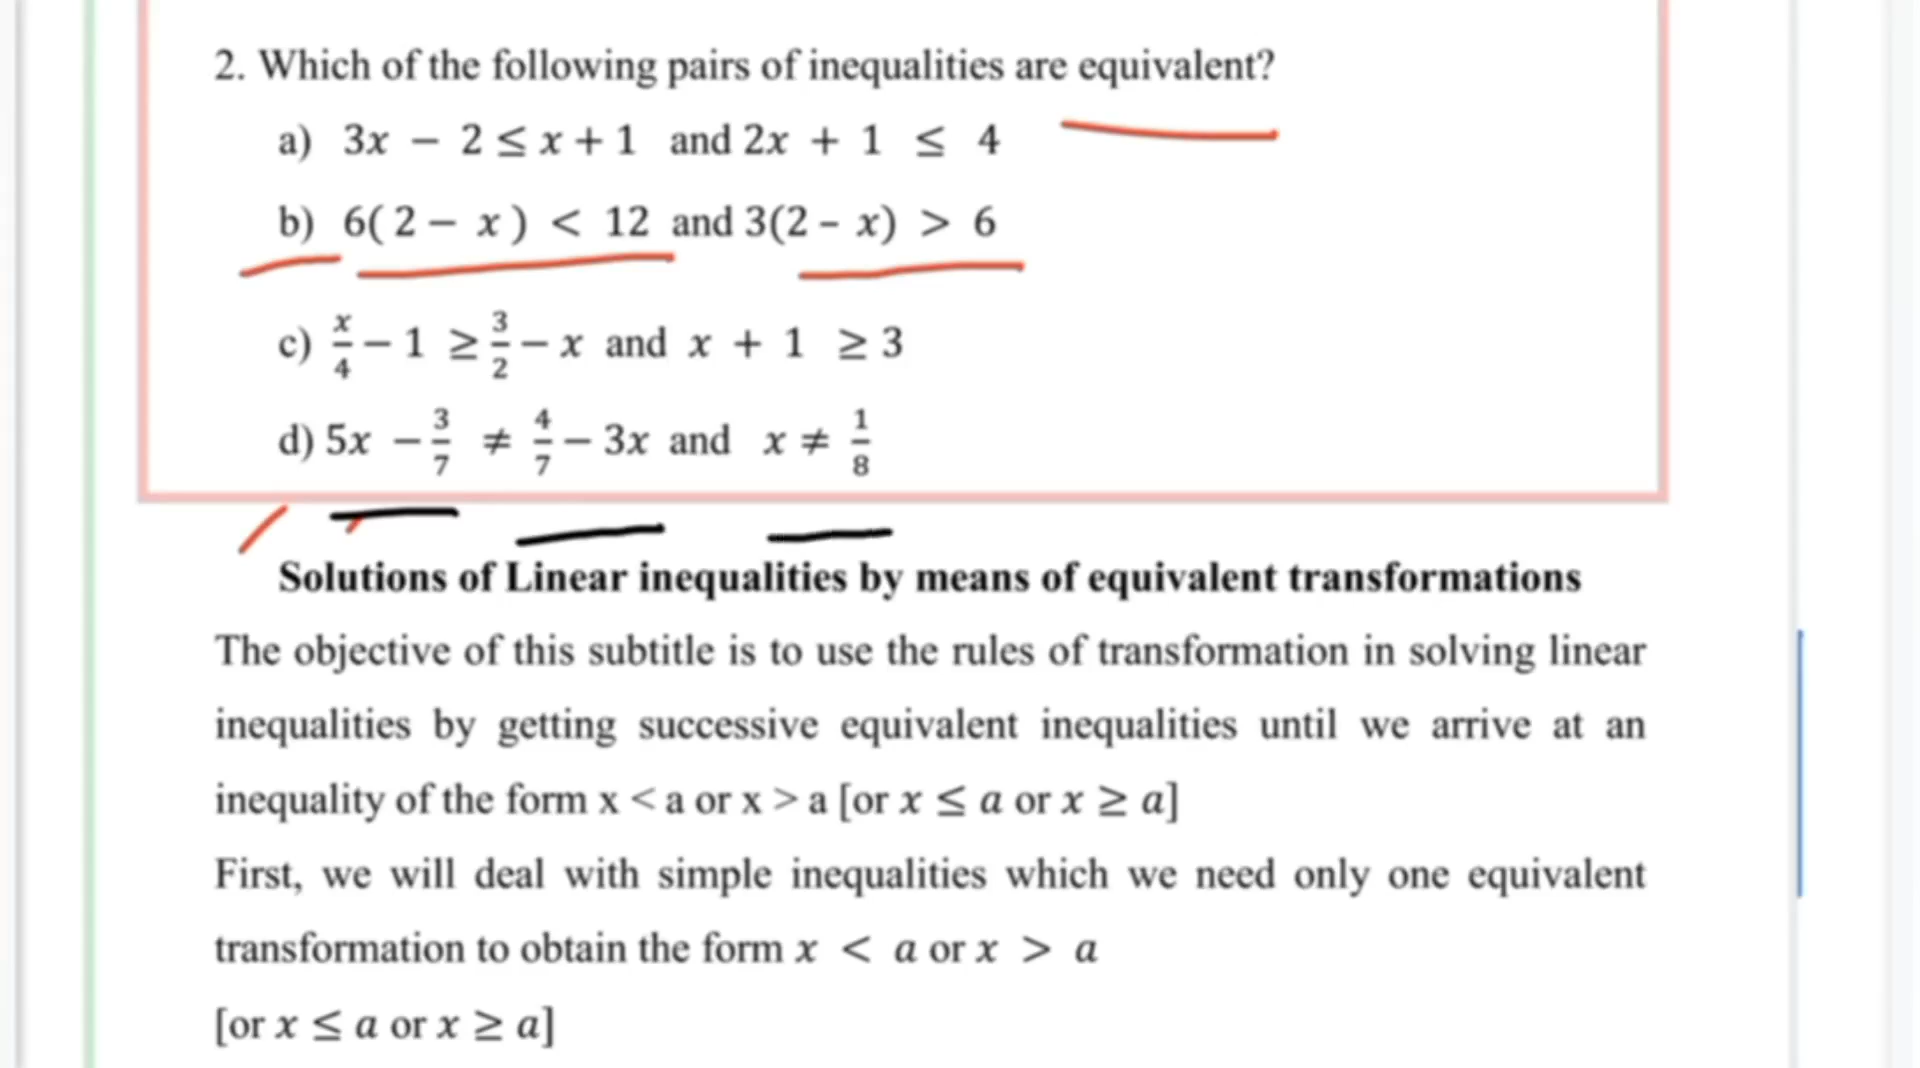 2. Which of the following pairs of inequalities are equivalent?
a) 3x − 2 ≤ x + 1 and 2x + 1 ≤ 4
b) 6( 2 − x ) < 12 and 3(2 − x) > 6
c) x/4 − 1 ≥ 3/2 − x and x + 1 ≥ 3
d) 5x − 3/7 ≠ 4/7 − 3x and x ≠ 1/8
Solutions of Linear inequalities by means of equivalent transformations
The objective of this subtitle is to use the rules of transformation in solving linear
inequalities by getting successive equivalent inequalities until we arrive at an
inequality of the form x < a or x > a [or x ≤ a or x ≥ a]
First, we will deal with simple inequalities which we need only one equivalent
transformation to obtain the form x < a or x > a
[or x ≤ a or x ≥ a]